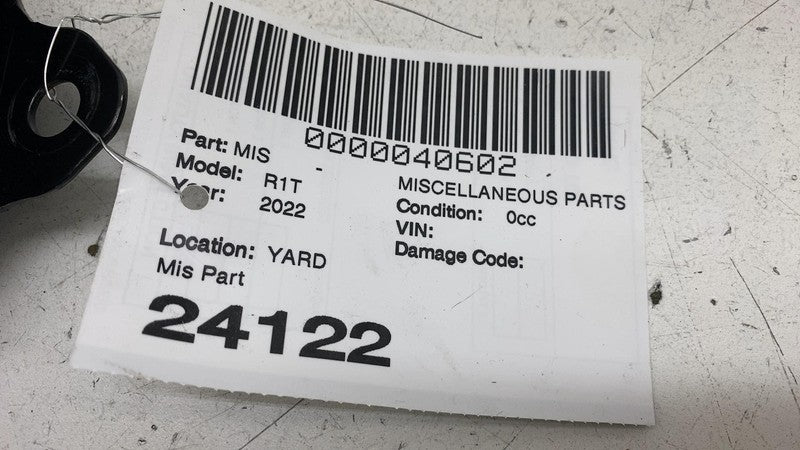 0000040602
Part: MIS -
MISCELLANEOUS PARTS
Model: R1T
Condition: 0cc
Year: 2022
VIN:
Damage Code:
Location: YARD
Mis Part
24122